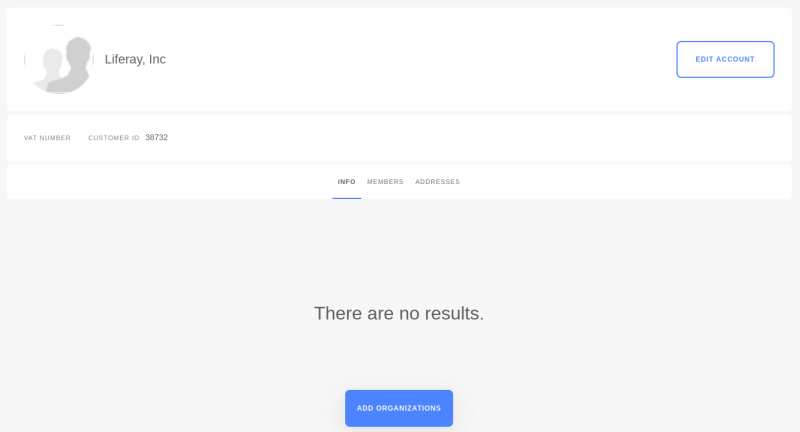 Liferay, Inc
EDIT ACCOUNT
VAT NUMBER CUSTOMER ID 38732
INFO MEMBERS ADDRESSES
There are no results.
ADD ORGANIZATIONS